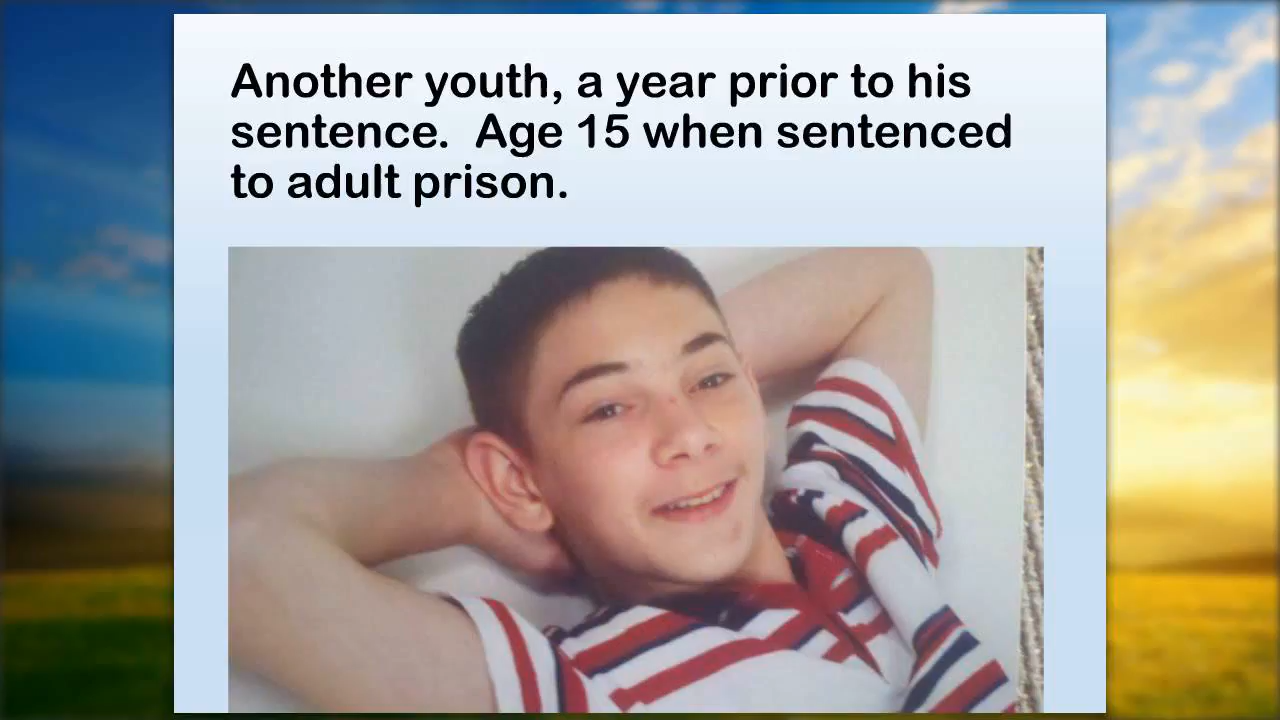 Another youth, a year prior to his
sentence.  Age 15 when sentenced
to adult prison.